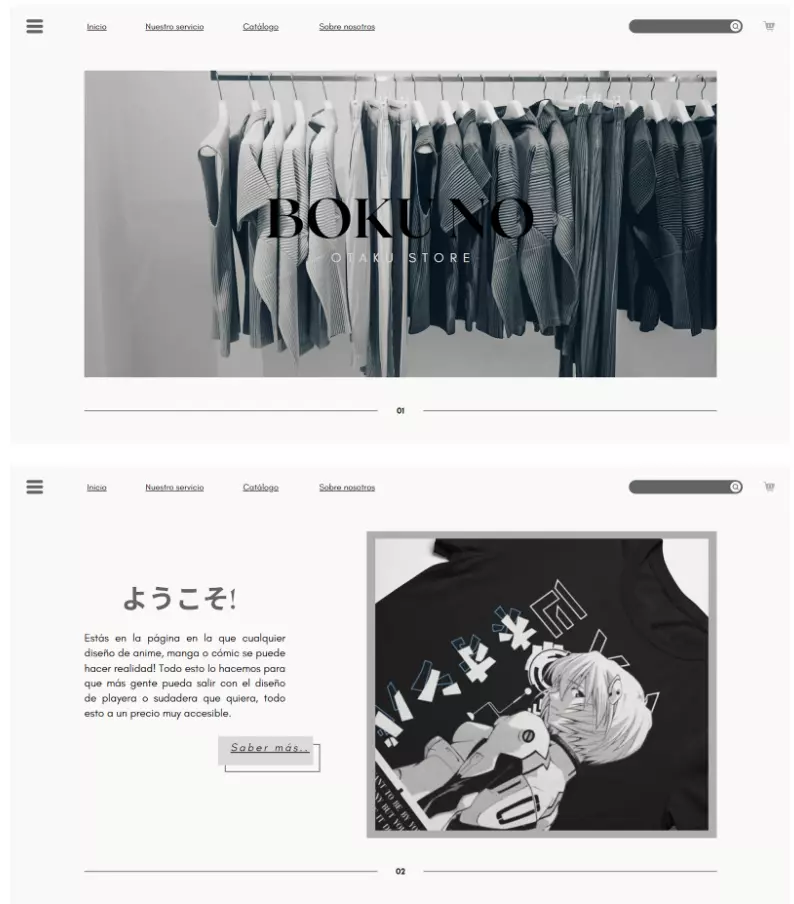 Inicio
Nuestro servicio
Catálogo
Sobre nosotros
BOKU NO
OTAKU STORE
01
Inicio
Nuestro servicio
Catálogo
Sobre nosotros
ようこそ!
Estás en la página en la que cualquier
diseño de anime, manga o cómic se puede
hacer realidad! Todo esto lo hacemos para
que más gente pueda salir con el diseño
de playera o sudadera que quiera, todo
esto a un precio muy accesible.
Saber más..
02